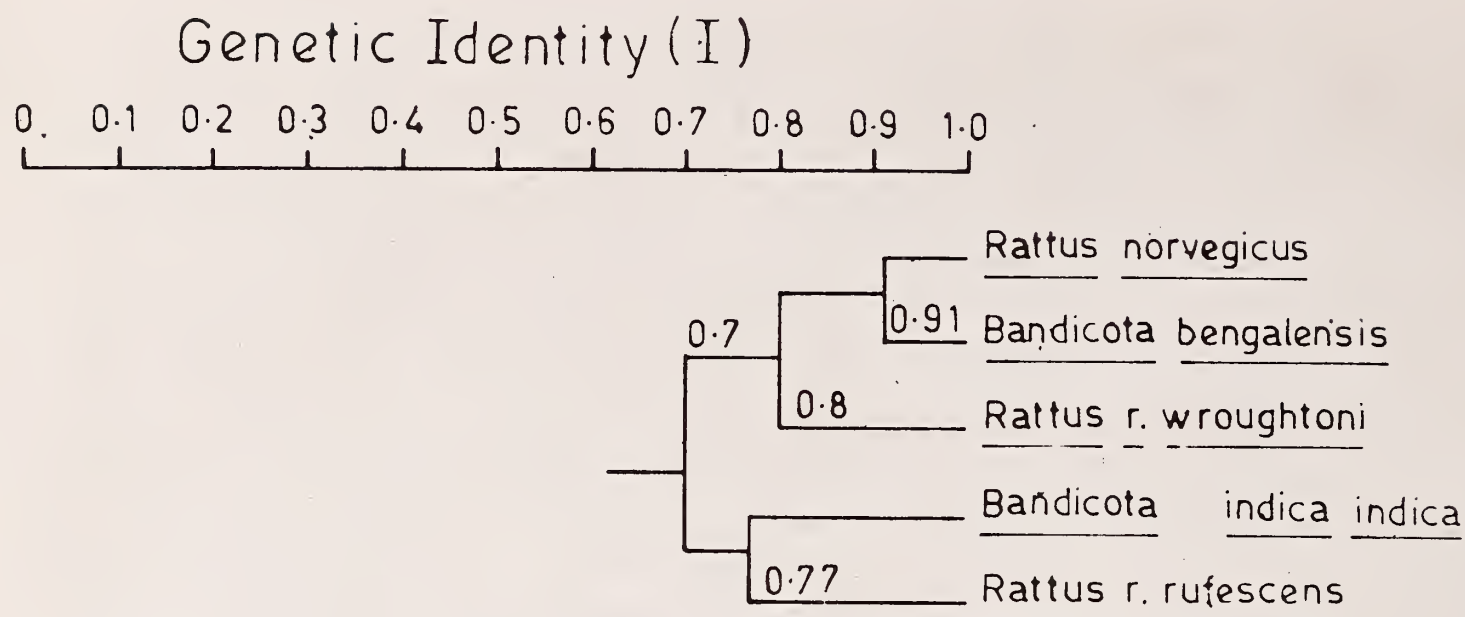 Genetic Identity (I)
0. 0·1 0·2 0·3 0·4 0·5 0·6 0·7 0·8 0·9 1·0
Rattus norvegicus
0·91 Bandicota bengalensis
0·7
0·8 Rattus r. wroughtoni
Bandicota indica indica
0·77 Rattus r. rufescens